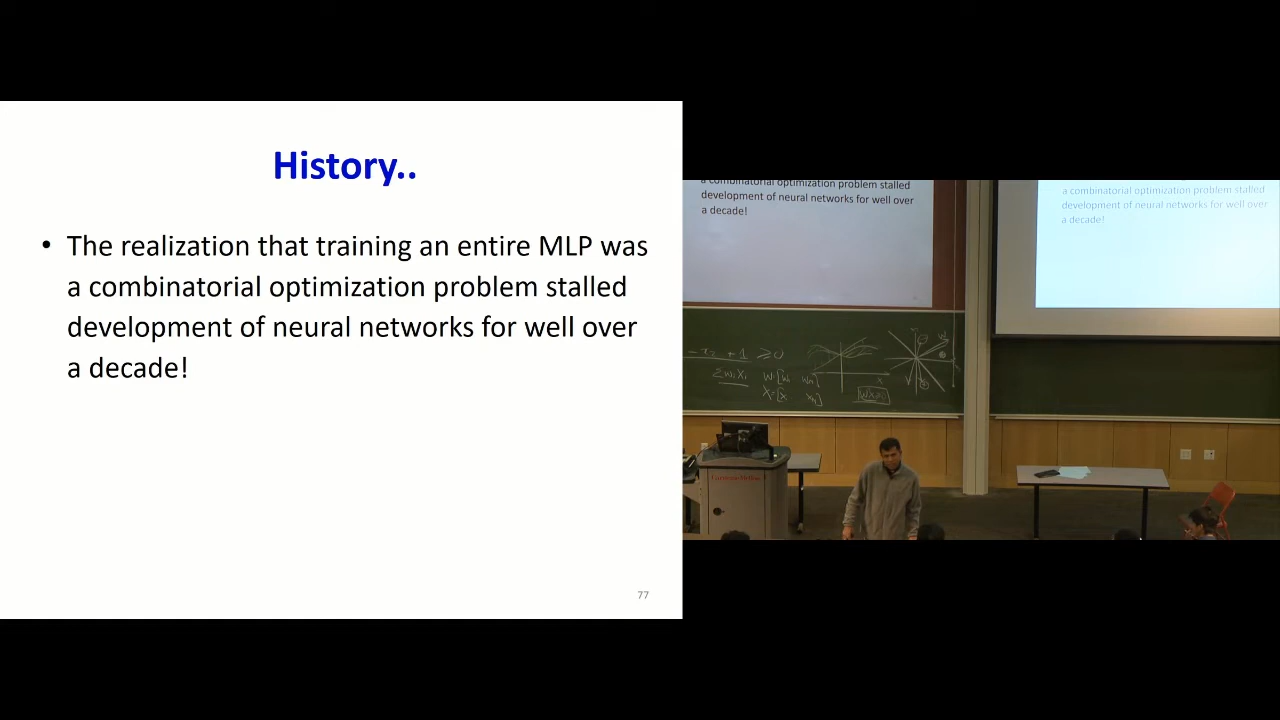 History..
• The realization that training an entire MLP was
a combinatorial optimization problem stalled
development of neural networks for well over
a decade!
77
a combinatorial optimization problem stalled
development of neural networks for well over
a decade!
a combinatorial optimization problem stalled
development of neural networks for well over
a decade!
Carnegie Mellon